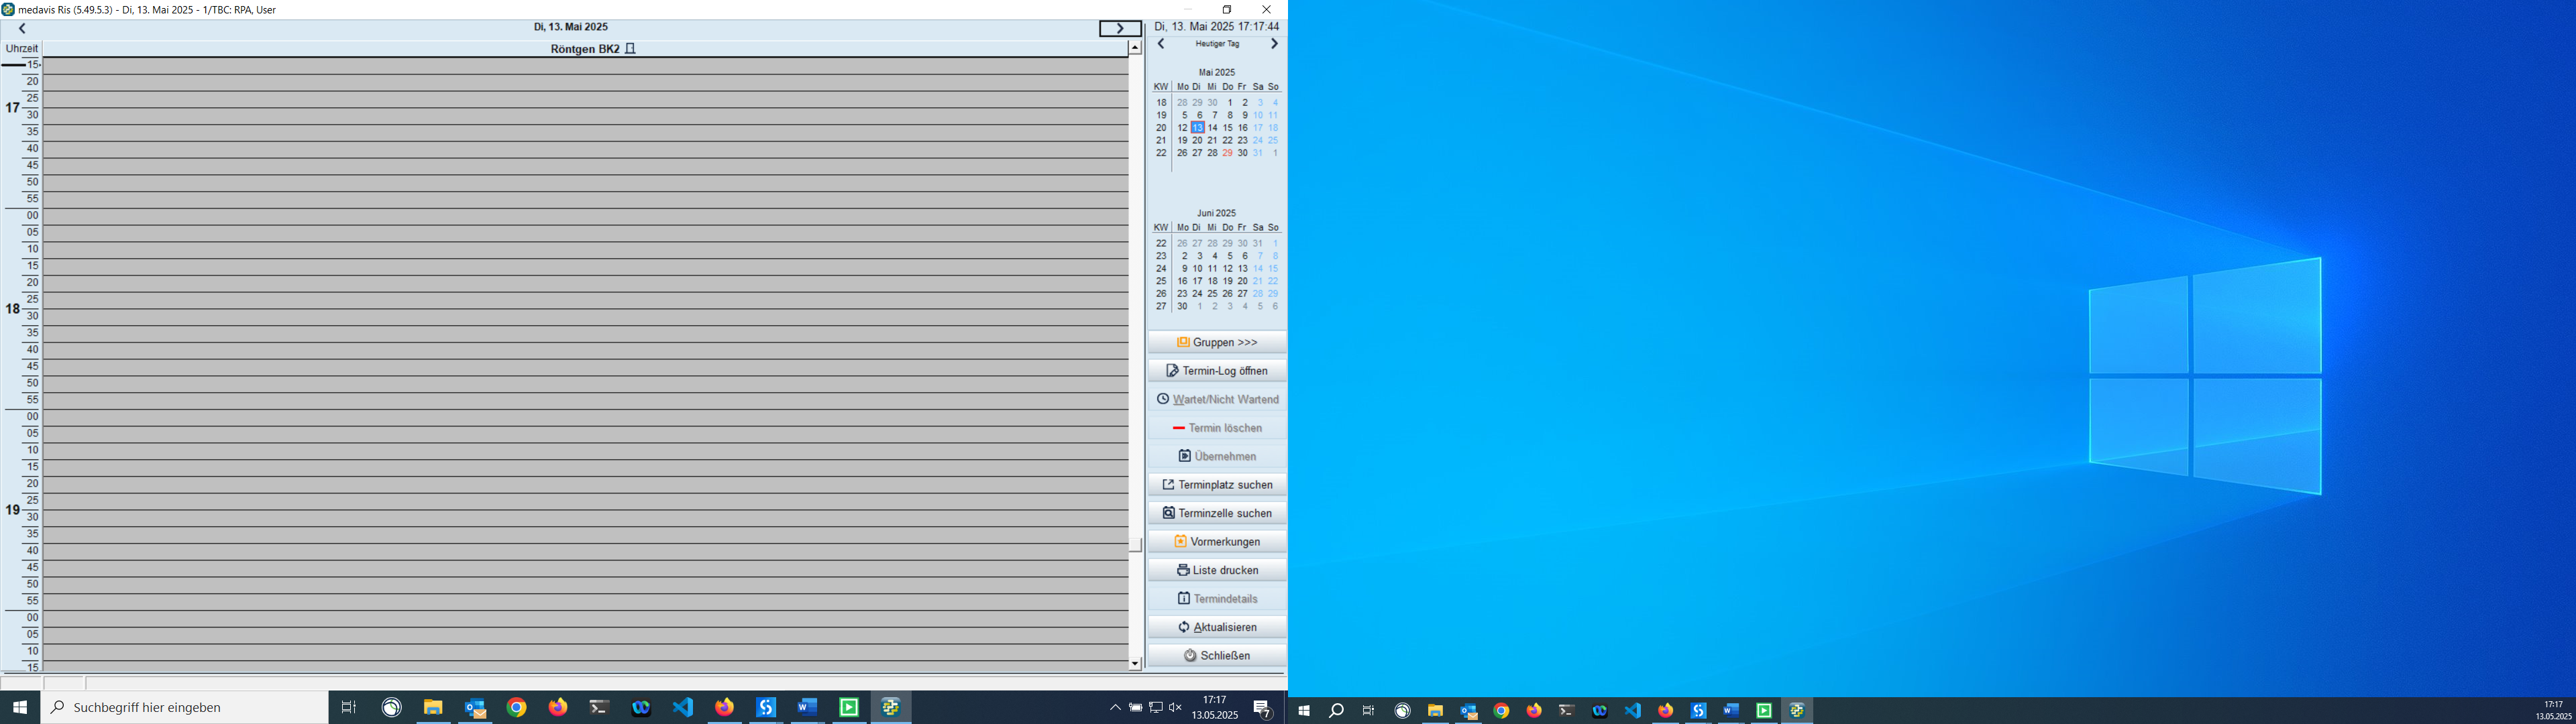 medavis Ris (5.49.5.3) - Di, 13. Mai 2025 - 1/TBC: RPA, User
Di, 13. Mai 2025
Uhrzeit
Röntgen BK2
15
20
25
17
30
35
40
45
50
55
00
05
10
15
20
25
18
30
35
40
45
50
55
00
05
10
15
20
25
19
30
35
40
45
50
55
00
05
10
15
Di, 13. Mai 2025 17:17:44
Heutiger Tag
Mai 2025
KW Mo Di Mi Do Fr Sa So
18 28 29 30 1 2 3 4
19 5 6 7 8 9 10 11
20 12 13 14 15 16 17 18
21 19 20 21 22 23 24 25
22 26 27 28 29 30 31 1
Juni 2025
KW Mo Di Mi Do Fr Sa So
22 26 27 28 29 30 31 1
23 2 3 4 5 6 7 8
24 9 10 11 12 13 14 15
25 16 17 18 19 20 21 22
26 23 24 25 26 27 28 29
27 30 1 2 3 4 5 6
Gruppen >>>
Termin-Log öffnen
Wartet/Nicht Wartend
Termin löschen
Übernehmen
Terminplatz suchen
Terminzelle suchen
Vormerkungen
Liste drucken
Termindetails
Aktualisieren
Schließen
Suchbegriff hier eingeben
17:17
13.05.2025
7
17:17
13.05.2025